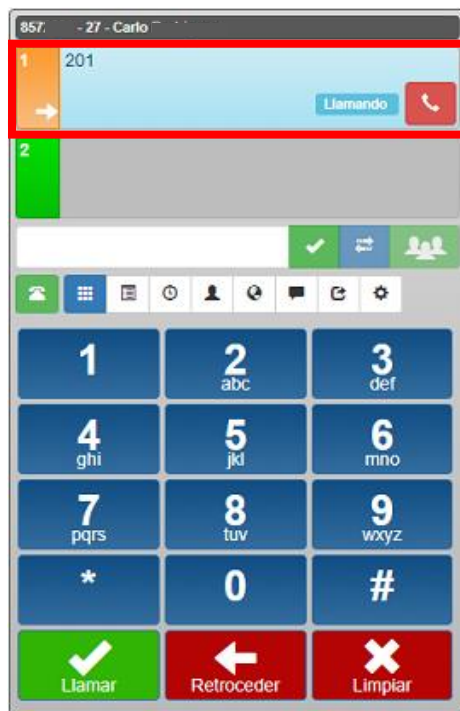 857. - 27 - Carlo
1 201
Llamando
2
1 2 3
abc def
4 5 6
ghi jkl mno
7 8 9
pqrs tuv wxyz
* 0 #
Llamar Retroceder Limpiar